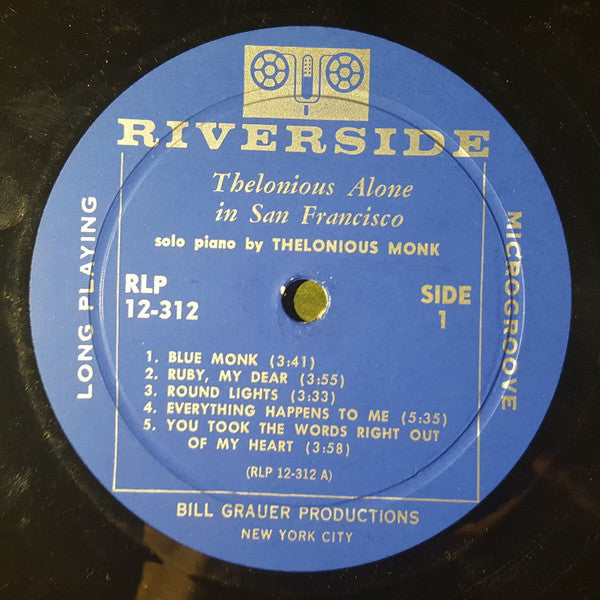 RIVERSIDE
Thelonious Alone
in San Francisco
solo piano by THELONIOUS MONK
LONG PLAYING
MICROGROOVE
RLP
12-312
SIDE
1
1. BLUE MONK (3:41)
2. RUBY, MY DEAR (3:55)
3. ROUND LIGHTS (3:33)
4. EVERYTHING HAPPENS TO ME (5:35)
5. YOU TOOK THE WORDS RIGHT OUT
OF MY HEART (3:58)
(RLP 12-312 A)
BILL GRAUER PRODUCTIONS
NEW YORK CITY